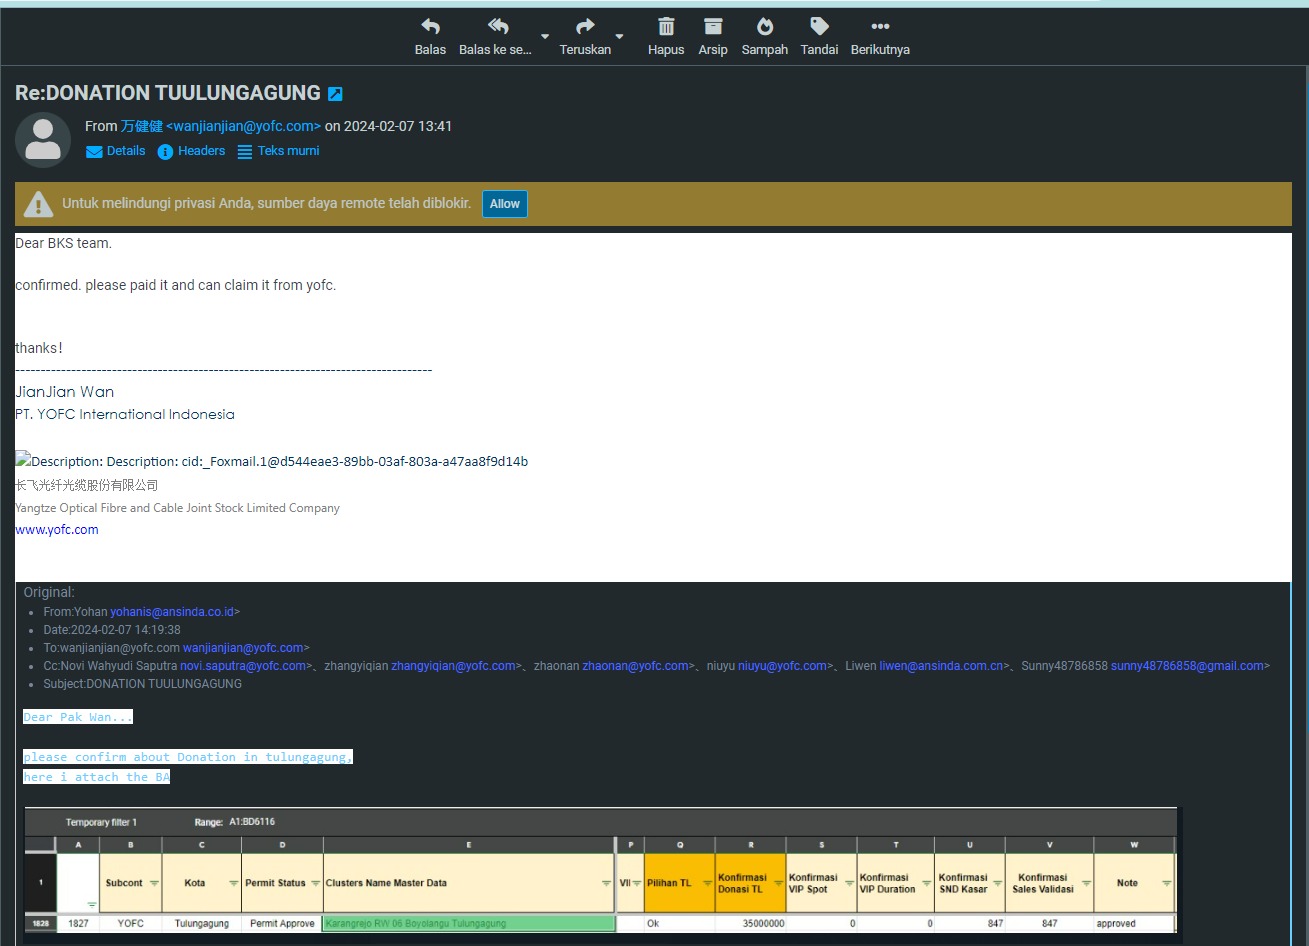 Balas Balas ke se... Teruskan Hapus Arsip Sampah Tandai Berikutnya
Re:DONATION TUULUNGAGUNG
From 万健健 <wanjianjian@yofc.com> on 2024-02-07 13:41
Details Headers Teks murni
Untuk melindungi privasi Anda, sumber daya remote telah diblokir. Allow
Dear BKS team.
confirmed. please paid it and can claim it from yofc.
thanks!
--------------------------------------------------------------------------------
JianJian Wan
PT. YOFC International Indonesia
Description: Description: cid:_Foxmail.1@d544eae3-89bb-03af-803a-a47aa8f9d14b
长飞光纤光缆股份有限公司
Yangtze Optical Fibre and Cable Joint Stock Limited Company
www.yofc.com
Original:
From:Yohan yohanis@ansinda.co.id>
Date:2024-02-07 14:19:38
To:wanjianjian@yofc.com wanjianjian@yofc.com>
Cc:Novi Wahyudi Saputra novi.saputra@yofc.com>、zhangyiqian zhangyiqian@yofc.com>、zhaonan zhaonan@yofc.com>、niuyu niuyu@yofc.com>、Liwen liwen@ansinda.com.cn>、Sunny48786858 sunny48786858@gmail.com>
Subject:DONATION TUULUNGAGUNG
Dear Pak Wan...
please confirm about Donation in tulungagung,
here i attach the BA
Temporary filter 1 Range: A1:BD6116
A B C D E P Q R S T U V W
1 Subcont Kota Permit Status Clusters Name Master Data VII Pilihan TL Konfirmasi Donasi TL Konfirmasi VIP Spot Konfirmasi VIP Duration Konfirmasi SND Kasar Konfirmasi Sales Validasi Note
1828 1827 YOFC Tulungagung Permit Approve Karangrejo RW 06 Boyolangu Tulungagung Ok 35000000 0 0 847 847 approved